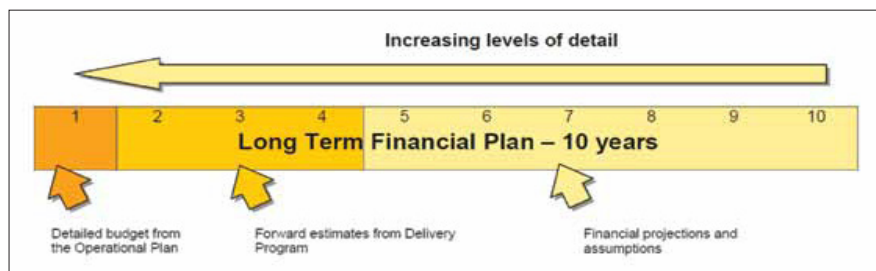 Increasing levels of detail
1 2 3 4 5 6 7 8 9 10
Long Term Financial Plan – 10 years
Detailed budget from
the Operational Plan
Forward estimates from Delivery
Program
Financial projections and
assumptions